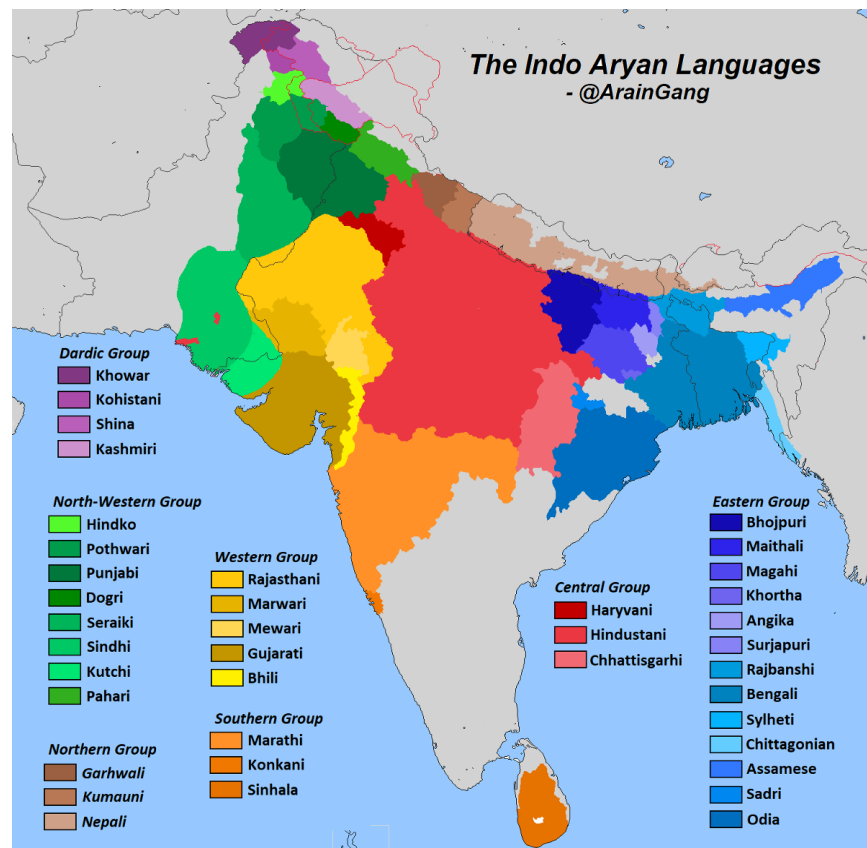 The Indo Aryan Languages
- @ArainGang
Dardic Group
Khowar
Kohistani
Shina
Kashmiri
North-Western Group
Hindko
Pothwari
Punjabi
Dogri
Seraiki
Sindhi
Kutchi
Pahari
Northern Group
Garhwali
Kumauni
Nepali
Western Group
Rajasthani
Marwari
Mewari
Gujarati
Bhili
Southern Group
Marathi
Konkani
Sinhala
Central Group
Haryvani
Hindustani
Chhattisgarhi
Eastern Group
Bhojpuri
Maithali
Magahi
Khortha
Angika
Surjapuri
Rajbanshi
Bengali
Sylheti
Chittagonian
Assamese
Sadri
Odia